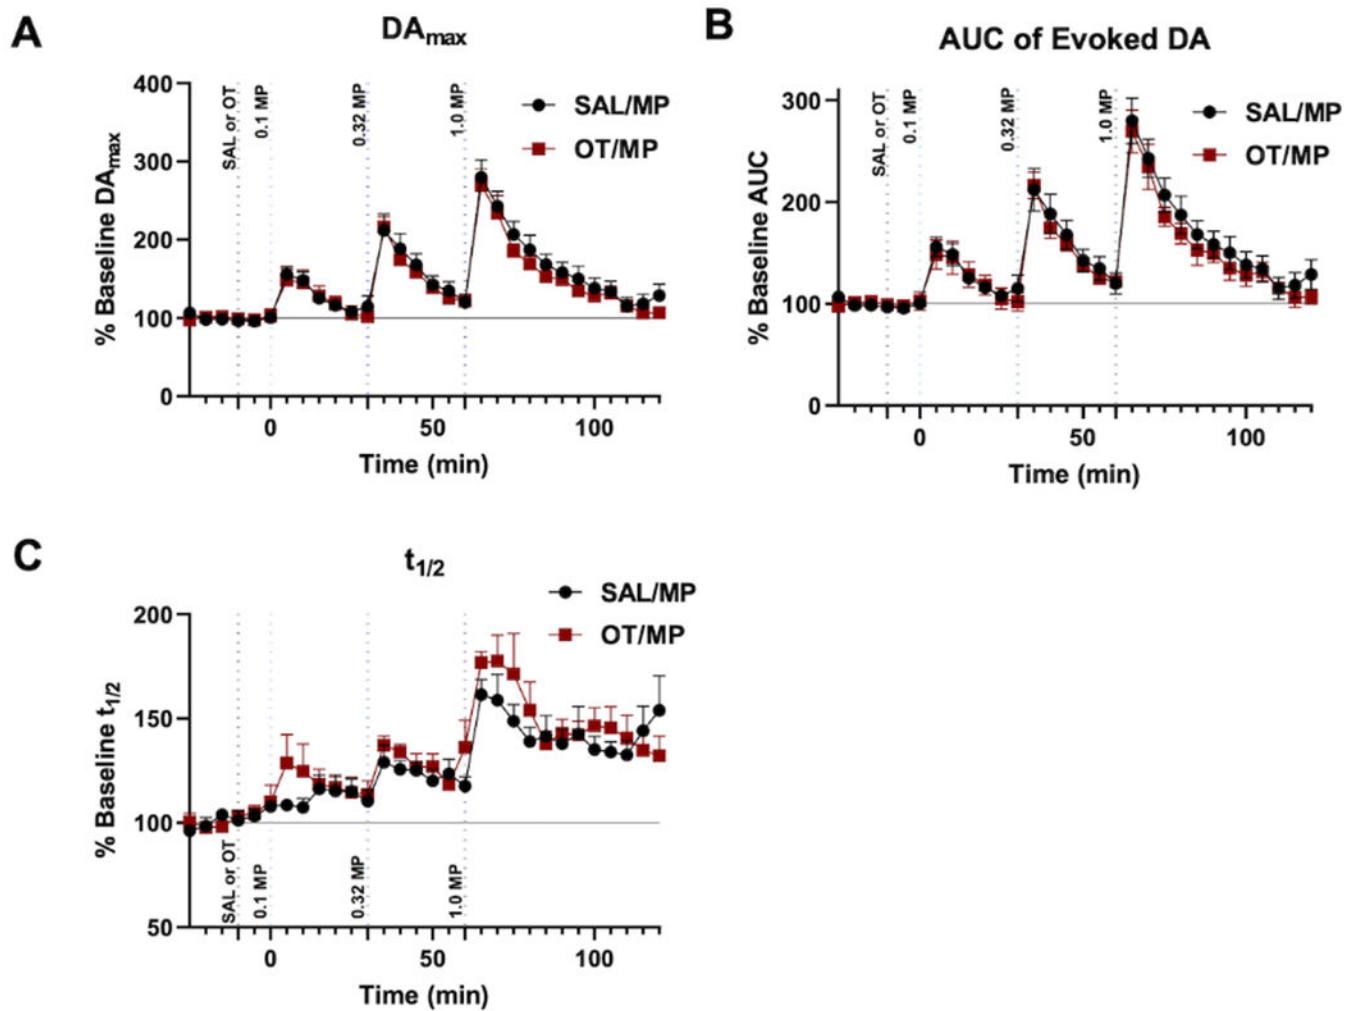 A
DAmax
% Baseline DAmax
400
300
200
100
0
SAL or OT
0.1 MP
0.32 MP
1.0 MP
SAL/MP
OT/MP
0
50
100
Time (min)
B
AUC of Evoked DA
% Baseline AUC
300
200
100
0
SAL or OT
0.1 MP
0.32 MP
1.0 MP
SAL/MP
OT/MP
0
50
100
Time (min)
C
t1/2
% Baseline t1/2
200
150
100
50
SAL/MP
OT/MP
SAL or OT
0.1 MP
0.32 MP
1.0 MP
0
50
100
Time (min)